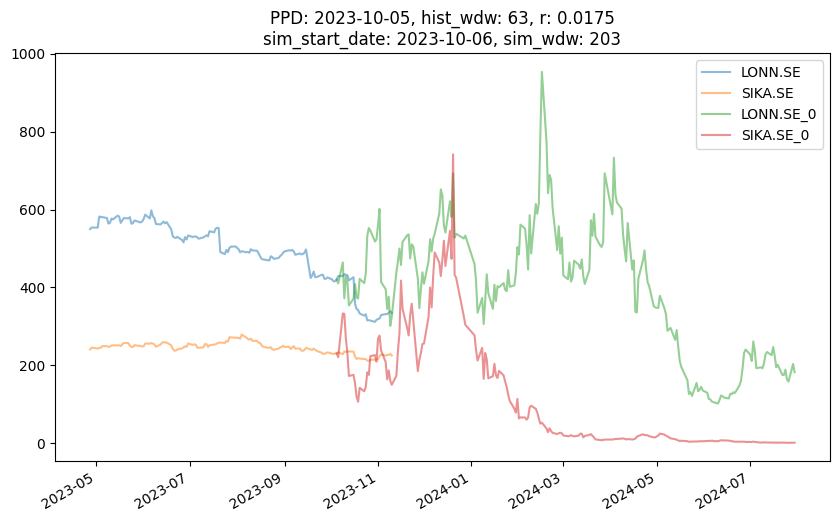 PPD: 2023-10-05, hist_wdw: 63, r: 0.0175
sim_start_date: 2023-10-06, sim_wdw: 203
LONN.SE
SIKA.SE
LONN.SE_0
SIKA.SE_0
1000
800
600
400
200
0
2023-05
2023-07
2023-09
2023-11
2024-01
2024-03
2024-05
2024-07